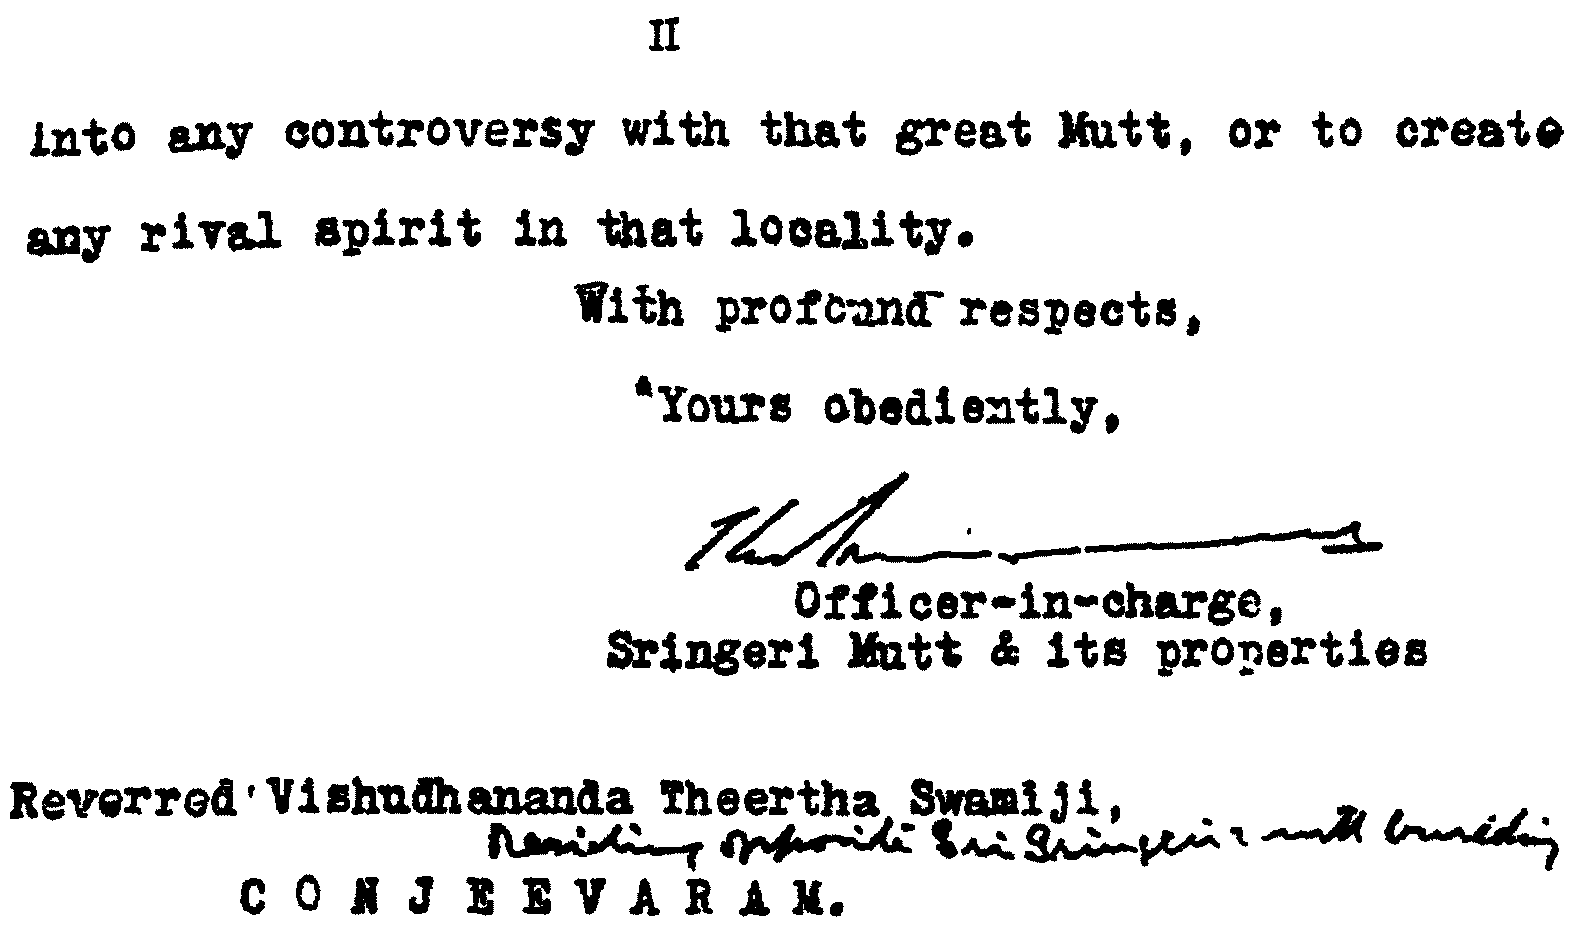 II
into any controversy with that great Mutt, or to create
any rival spirit in that locality.
With profound respects,
Yours obediently,
Officer-in-charge,
Sringeri Mutt & its properties
Reverred Vishudhananda Theertha Swamiji,
Residing opposite Sri Sringeri mutt building
C O N J E E V A R A M.